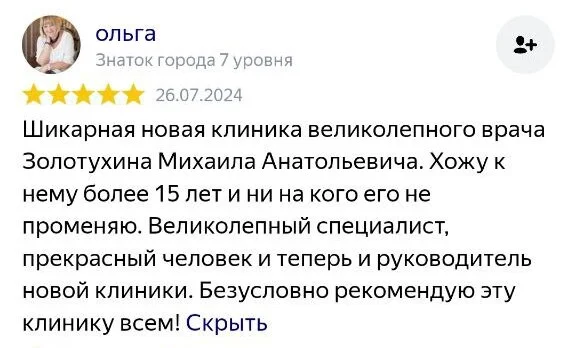 ольга
Знаток города 7 уровня
26.07.2024
Шикарная новая клиника великолепного врача
Золотухина Михаила Анатольевича. Хожу к
нему более 15 лет и ни на кого его не
променяю. Великолепный специалист,
прекрасный человек и теперь и руководитель
новой клиники. Безусловно рекомендую эту
клинику всем! Скрыть